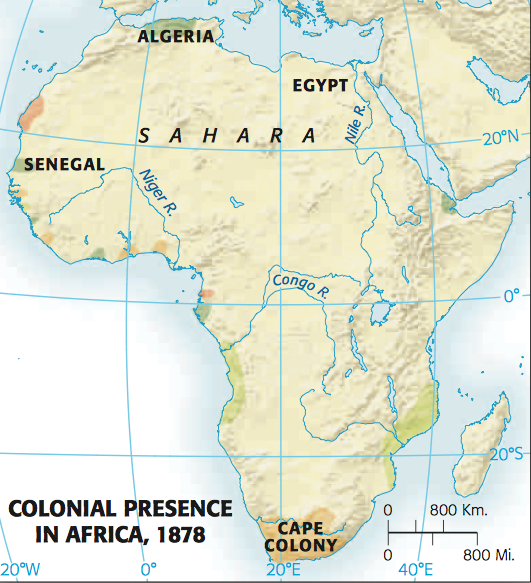 ALGERIA
EGYPT
Nile R.
SAHARA
20°N
SENEGAL
Niger R.
Congo R.
0°
20°S
COLONIAL PRESENCE
IN AFRICA, 1878
CAPE
COLONY
0 800 Km.
0 800 Mi.
20°W 0° 20°E 40°E